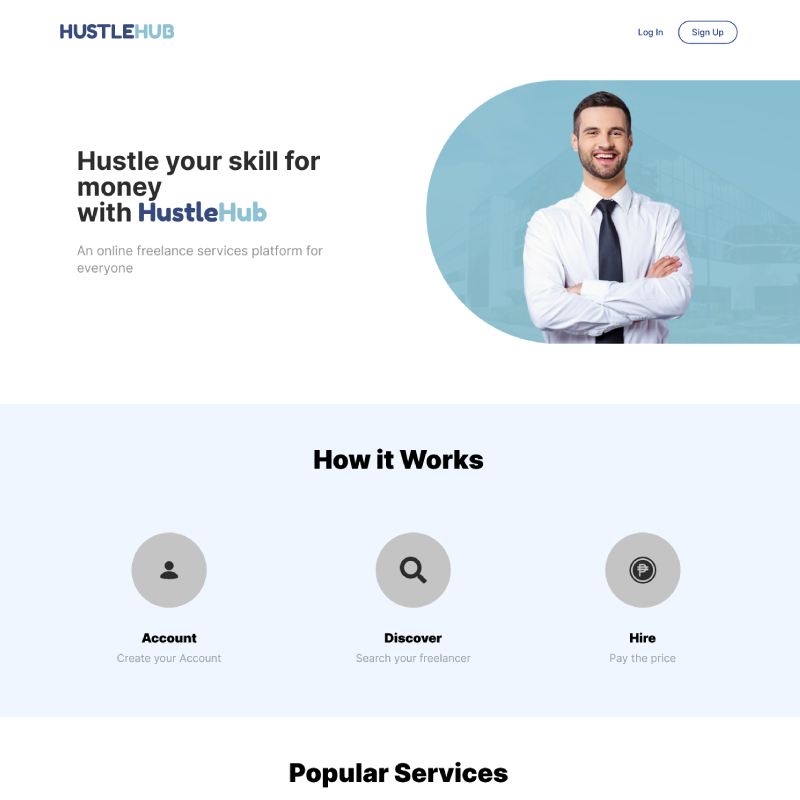 HUSTLEHUB
Log In
Sign Up
Hustle your skill for
money
with HustleHub
An online freelance services platform for
everyone
How it Works
Account
Create your Account
Discover
Search your freelancer
Hire
Pay the price
Popular Services